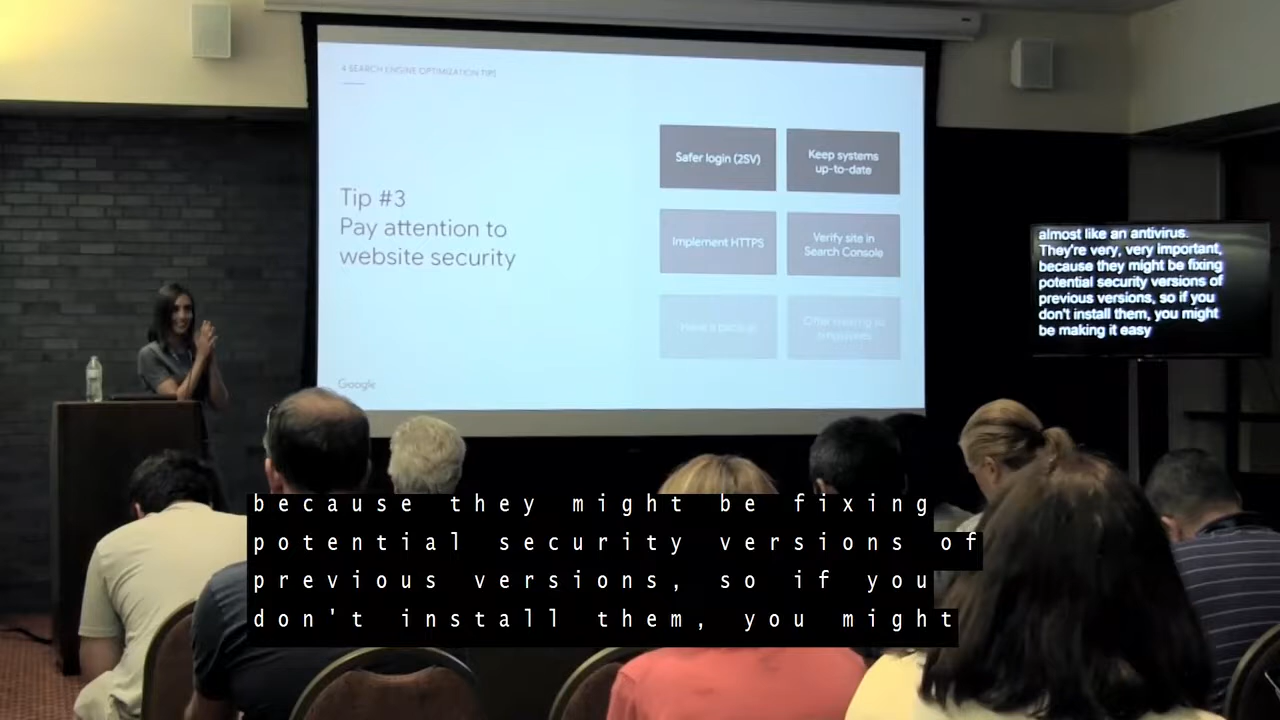 4 SEARCH ENGINE OPTIMIZATION TIPS
Tip #3
Pay attention to
website security
Safer login (2SV)
Keep systems
up-to-date
Implement HTTPS
Verify site in
Search Console
Have a backup
Google
almost like an antivirus.
They're very, very important,
because they might be fixing
potential security versions of
previous versions, so if you
don't install them, you might
be making it easy
because they might be fixing
potential security versions of
previous versions, so if you
don't install them, you might